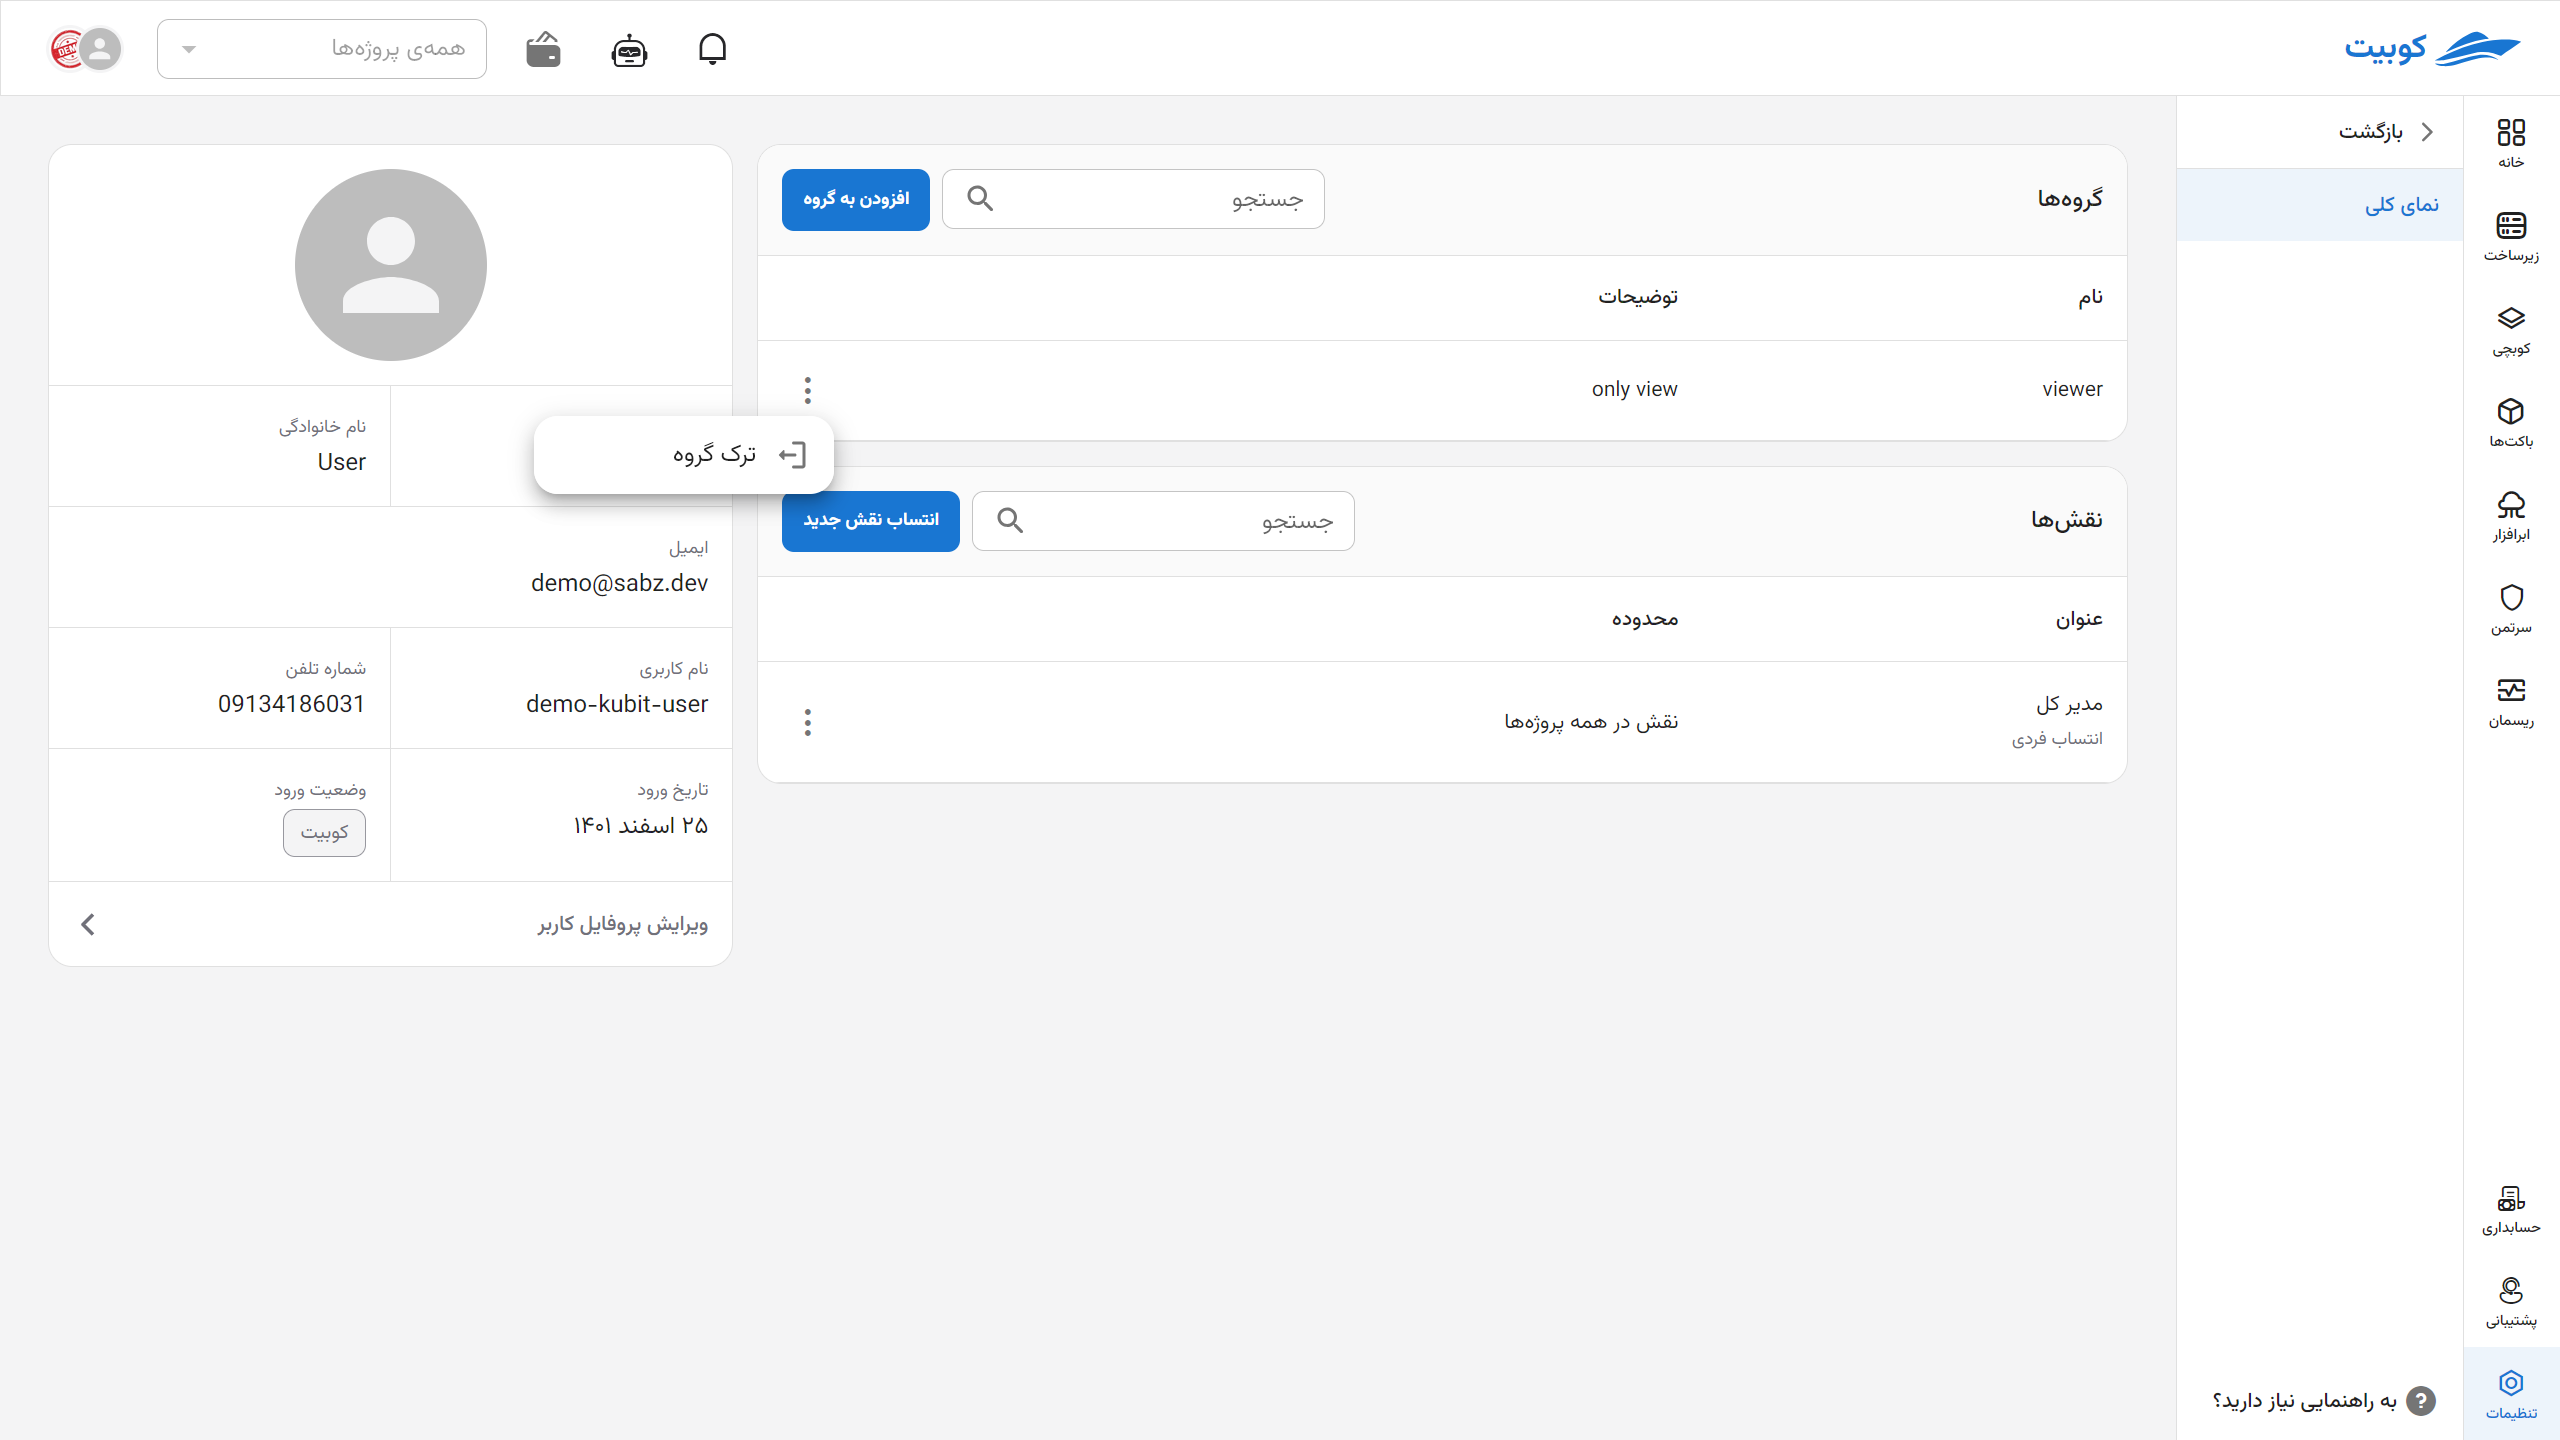 کوبیت
همه‌ی پروژه‌ها
DEMO
خانه
زیرساخت
کوبچی
باکت‌ها
ابرافزار
سرتمن
ریسمان
حسابداری
پشتیبانی
تنظیمات
بازگشت
نمای کلی
به راهنمایی نیاز دارید؟
گروه‌ها
جستجو
افزودن به گروه
نام
توضیحات
viewer
only view
ترک گروه
نقش‌ها
جستجو
انتساب نقش جدید
عنوان
محدوده
مدیر کل
انتساب فردی
نقش در همه پروژه‌ها
نام خانوادگی
User
ایمیل
demo@sabz.dev
نام کاربری
demo-kubit-user
شماره تلفن
09134186031
تاریخ ورود
۲۵ اسفند ۱۴۰۱
وضعیت ورود
کوبیت
ویرایش پروفایل کاربر